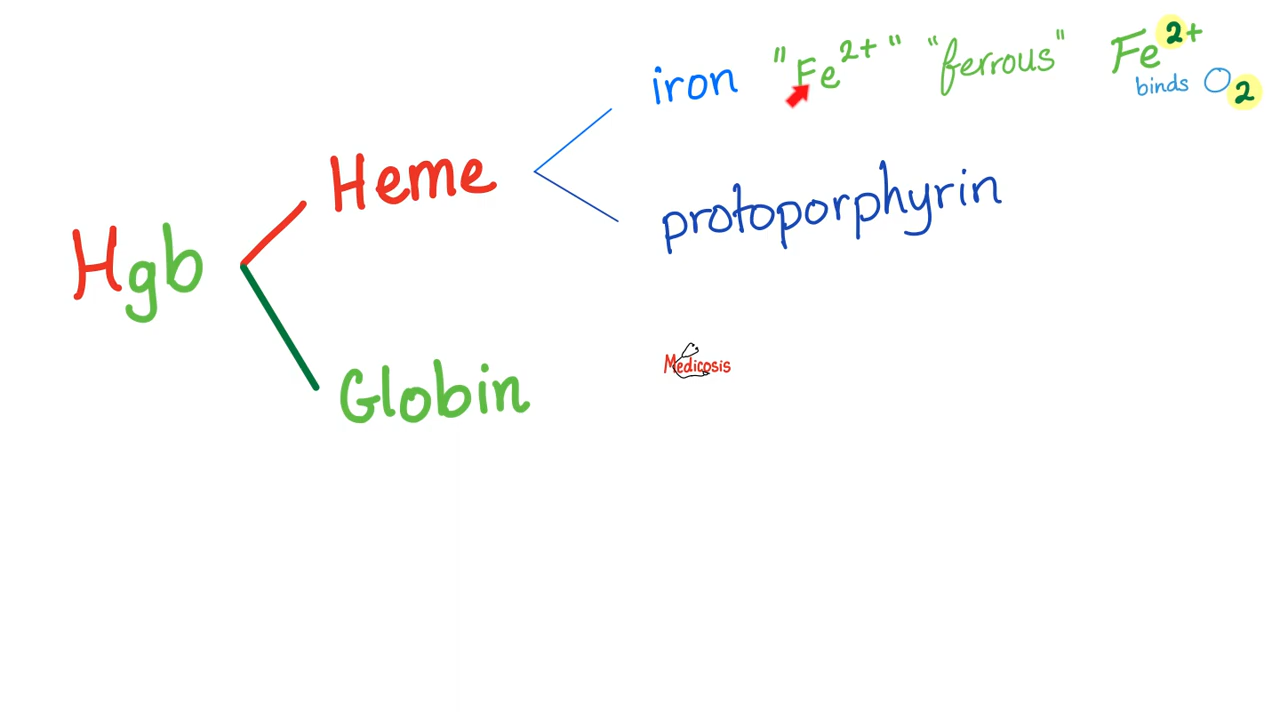 iron "Fe²⁺" "ferrous" Fe²⁺
binds O₂
Heme
protoporphyrin
Hgb
Globin
Medicosis